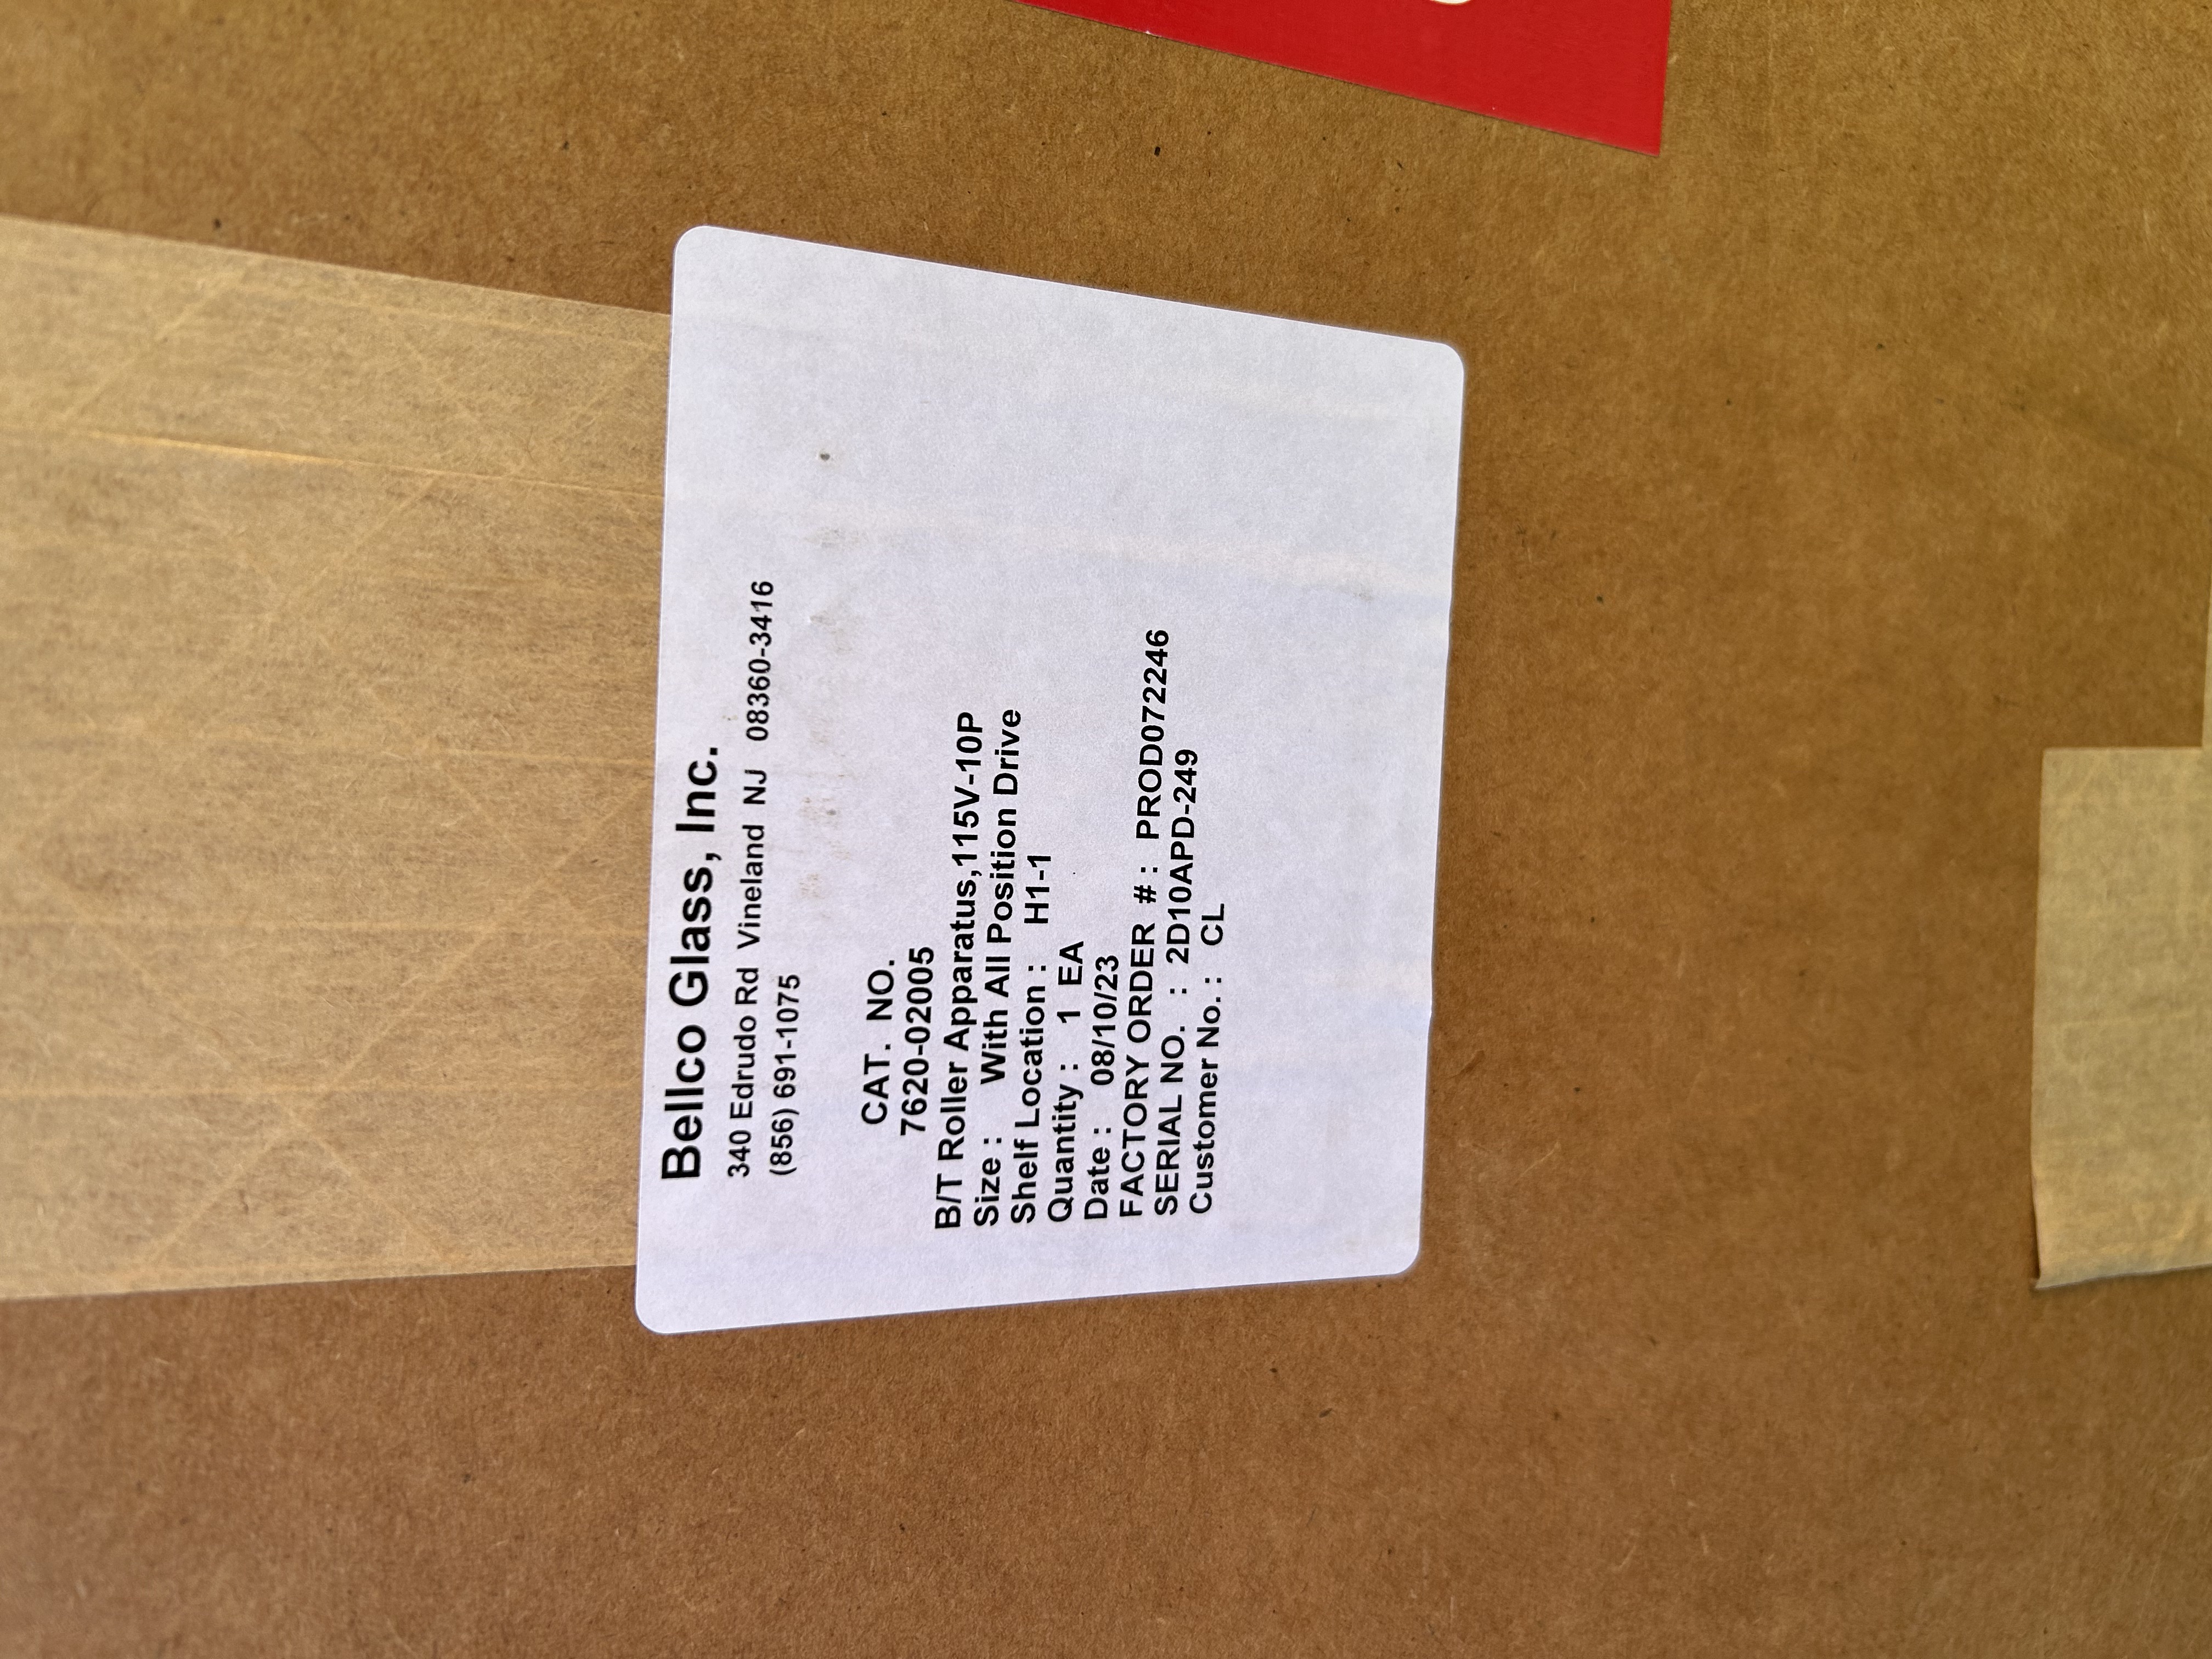 Bellco Glass, Inc.
340 Edrudo Rd Vineland NJ 08360-3416
(856) 691-1075
CAT. NO.
7620-02005
B/T Roller Apparatus,115V-10P
Size : With All Position Drive
Shelf Location : H1-1
Quantity : 1 EA
Date : 08/10/23
FACTORY ORDER # : PROD072246
SERIAL NO. : 2D10APD-249
Customer No. : CL